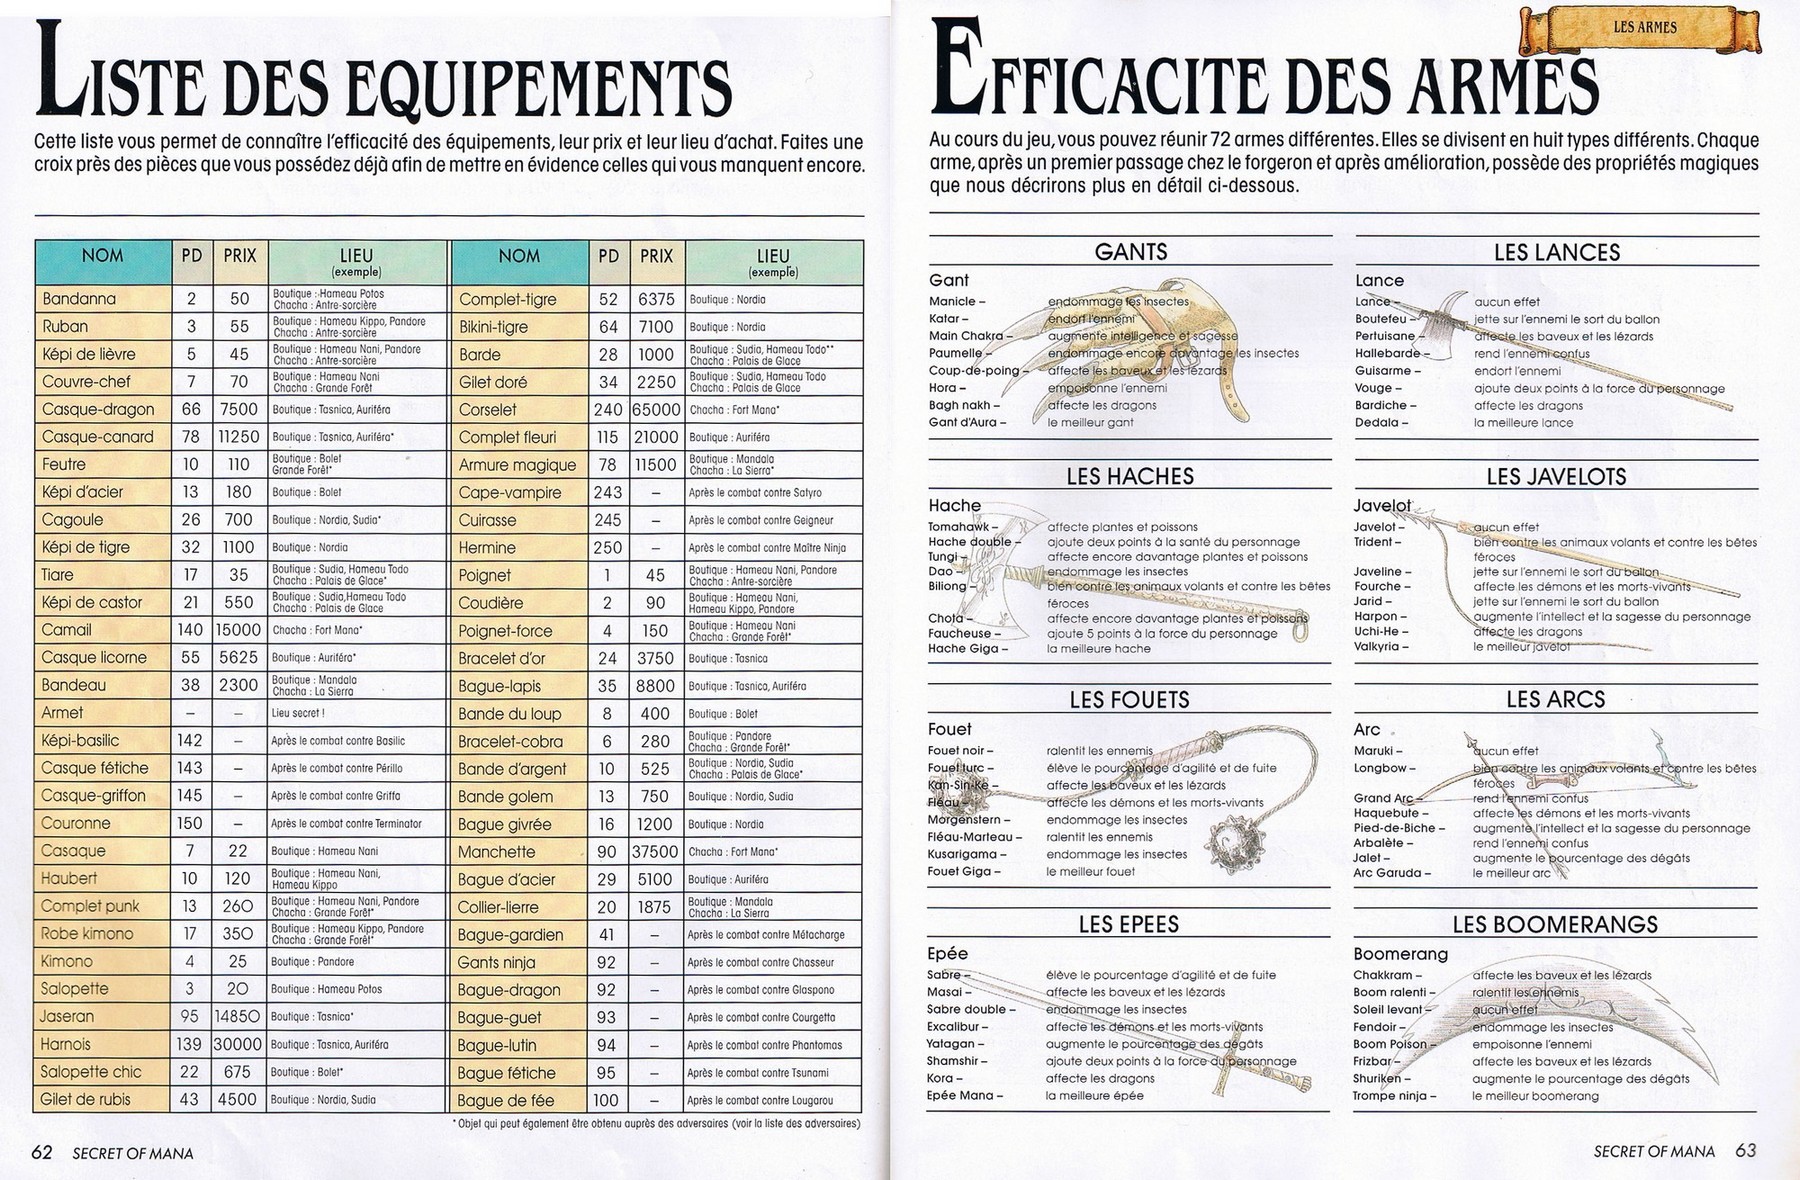 LISTE DES EQUIPEMENTS
Cette liste vous permet de connaître l'efficacité des équipements, leur prix et leur lieu d'achat. Faites une
croix près des pièces que vous possédez déjà afin de mettre en évidence celles qui vous manquent encore.
NOM PD PRIX LIEU
(exemple)
Bandanna 2 50 Boutique : Hameau Potos
Chacha : Antre-sorcière
Ruban 3 55 Boutique : Hameau Kippo, Pandore
Chacha : Antre-sorcière
Képi de lièvre 5 45 Boutique : Hameau Nani, Pandore
Chacha : Antre-sorcière
Couvre-chef 7 70 Boutique : Hameau Nani
Chacha : Grande Forêt
Casque-dragon 66 7500 Boutique : Tasnica, Auriféra
Casque-canard 78 11250 Boutique : Tasnica, Auriféra*
Feutre 10 110 Boutique : Bolet
Grande Forêt*
Képi d'acier 13 180 Boutique : Bolet
Cagoule 26 700 Boutique : Nordia, Sudia*
Képi de tigre 32 1100 Boutique : Nordia
Tiare 17 35 Boutique : Sudia, Hameau Todo
Chacha : Palais de Glace*
Képi de castor 21 550 Boutique : Sudia,Hameau Todo
Chacha : Palais de Glace
Camail 140 15000 Chacha : Fort Mana*
Casque licorne 55 5625 Boutique : Auriféra*
Bandeau 38 2300 Boutique : Mandala
Chacha : La Sierra
Armet – – Lieu secret !
Képi-basilic 142 – Après le combat contre Basilic
Casque fétiche 143 – Après le combat contre Périllo
Casque-griffon 145 – Après le combat contre Griffa
Couronne 150 – Après le combat contre Terminator
Casaque 7 22 Boutique : Hameau Nani
Haubert 10 120 Boutique : Hameau Nani,
Hameau Kippo
Complet punk 13 260 Boutique : Hameau Nani, Pandore
Chacha : Grande Forêt*
Robe kimono 17 350 Boutique : Hameau Kippo, Pandore
Chacha : Grande Forêt*
Kimono 4 25 Boutique : Pandore
Salopette 3 20 Boutique : Hameau Potos
Jaseran 95 14850 Boutique : Tasnica*
Harnois 139 30000 Boutique : Tasnica, Auriféra
Salopette chic 22 675 Boutique : Bolet*
Gilet de rubis 43 4500 Boutique : Nordia, Sudia
NOM PD PRIX LIEU
(exemple)
Complet-tigre 52 6375 Boutique : Nordia
Bikini-tigre 64 7100 Boutique : Nordia
Barde 28 1000 Boutique : Sudia, Hameau Todo**
Chacha : Palais de Glace
Gilet doré 34 2250 Boutique : Sudia, Hameau Todo
Chacha : Palais de Glace
Corselet 240 65000 Chacha : Fort Mana*
Complet fleuri 115 21000 Boutique : Auriféra
Armure magique 78 11500 Boutique : Mandala
Chacha : La Sierra*
Cape-vampire 243 – Après le combat contre Satyro
Cuirasse 245 – Après le combat contre Geigneur
Hermine 250 – Après le combat contre Maître Ninja
Poignet 1 45 Boutique : Hameau Nani, Pandore
Chacha : Antre-sorcière
Coudière 2 90 Boutique : Hameau Nani,
Hameau Kippo, Pandore
Poignet-force 4 150 Boutique : Hameau Nani
Chacha : Grande Forêt*
Bracelet d'or 24 3750 Boutique : Tasnica
Bague-lapis 35 8800 Boutique : Tasnica, Auriféra
Bande du loup 8 400 Boutique : Bolet
Bracelet-cobra 6 280 Boutique : Pandore
Chacha : Grande Forêt*
Bande d'argent 10 525 Boutique : Nordia, Sudia
Chacha : Palais de Glace*
Bande golem 13 750 Boutique : Nordia, Sudia
Bague givrée 16 1200 Boutique : Nordia
Manchette 90 37500 Chacha : Fort Mana*
Bague d'acier 29 5100 Boutique : Auriféra
Collier-lierre 20 1875 Boutique : Mandala
Chacha : La Sierra
Bague-gardien 41 – Après le combat contre Métacharge
Gants ninja 92 – Après le combat contre Chasseur
Bague-dragon 92 – Après le combat contre Glaspono
Bague-guet 93 – Après le combat contre Courgetta
Bague-lutin 94 – Après le combat contre Phantomas
Bague fétiche 95 – Après le combat contre Tsunami
Bague de fée 100 – Après le combat contre Lougarou
* Objet qui peut également être obtenu auprès des adversaires (voir la liste des adversaires)
62 SECRET OF MANA
LES ARMES
EFFICACITE DES ARMES
Au cours du jeu, vous pouvez réunir 72 armes différentes. Elles se divisent en huit types différents. Chaque
arme, après un premier passage chez le forgeron et après amélioration, possède des propriétés magiques
que nous décrirons plus en détail ci-dessous.
GANTS
Gant
Manicle – endommage les insectes
Katar – endort l'ennemi
Main Chakra – augmente intelligence et sagesse
Paumelle – endommage encore davantage les insectes
Coup-de-poing – affecte les baveux et les lézards
Hora – empoisonne l'ennemi
Bagh nakh – affecte les dragons
Gant d'Aura – le meilleur gant
LES LANCES
Lance
Lance – aucun effet
Boutefeu – jette sur l'ennemi le sort du ballon
Pertuisane – affecte les baveux et les lézards
Hallebarde – rend l'ennemi confus
Guisarme – endort l'ennemi
Vouge – ajoute deux points à la force du personnage
Bardiche – affecte les dragons
Dedala – la meilleure lance
LES HACHES
Hache
Tomahawk – affecte plantes et poissons
Hache double – ajoute deux points à la santé du personnage
Tungi – affecte encore davantage plantes et poissons
Dao – endommage les insectes
Biliong – bien contre les animaux volants et contre les bêtes
féroces
Chota – affecte encore davantage plantes et poissons
Faucheuse – ajoute 5 points à la force du personnage
Hache Giga – la meilleure hache
LES JAVELOTS
Javelot
Javelot – aucun effet
Trident – bien contre les animaux volants et contre les bêtes
féroces
Javeline – jette sur l'ennemi le sort du ballon
Fourche – affecte les démons et les morts-vivants
Jarid – jette sur l'ennemi le sort du ballon
Harpon – augmente l'intellect et la sagesse du personnage
Uchi-He – affecte les dragons
Valkyria – le meilleur javelot
LES FOUETS
Fouet
Fouet noir – ralentit les ennemis
Fouet turc – élève le pourcentage d'agilité et de fuite
Kan-Sin-Ke – affecte les baveux et les lézards
Fléau – affecte les démons et les morts-vivants
Morgenstern – endommage les insectes
Fléau-Marteau – ralentit les ennemis
Kusarigama – endommage les insectes
Fouet Giga – le meilleur fouet
LES ARCS
Arc
Maruki – aucun effet
Longbow – bien contre les animaux volants et contre les bêtes
féroces
Grand Arc – rend l'ennemi confus
Haquebute – affecte les démons et les morts-vivants
Pied-de-Biche – augmente l'intellect et la sagesse du personnage
Arbalète – rend l'ennemi confus
Jalet – augmente le pourcentage des dégâts
Arc Garuda – le meilleur arc
LES EPEES
Epée
Sabre – élève le pourcentage d'agilité et de fuite
Masai – affecte les baveux et les lézards
Sabre double – endommage les insectes
Excalibur – affecte les démons et les morts-vivants
Yatagan – augmente le pourcentage des dégâts
Shamshir – ajoute deux points à la force du personnage
Kora – affecte les dragons
Epée Mana – la meilleure épée
LES BOOMERANGS
Boomerang
Chakkram – affecte les baveux et les lézards
Boom ralenti – ralentit les ennemis
Soleil levant – aucun effet
Fendoir – endommage les insectes
Boom Poison – empoisonne l'ennemi
Frizbar – affecte les baveux et les lézards
Shuriken – augmente le pourcentage des dégâts
Trompe ninja – le meilleur boomerang
SECRET OF MANA 63